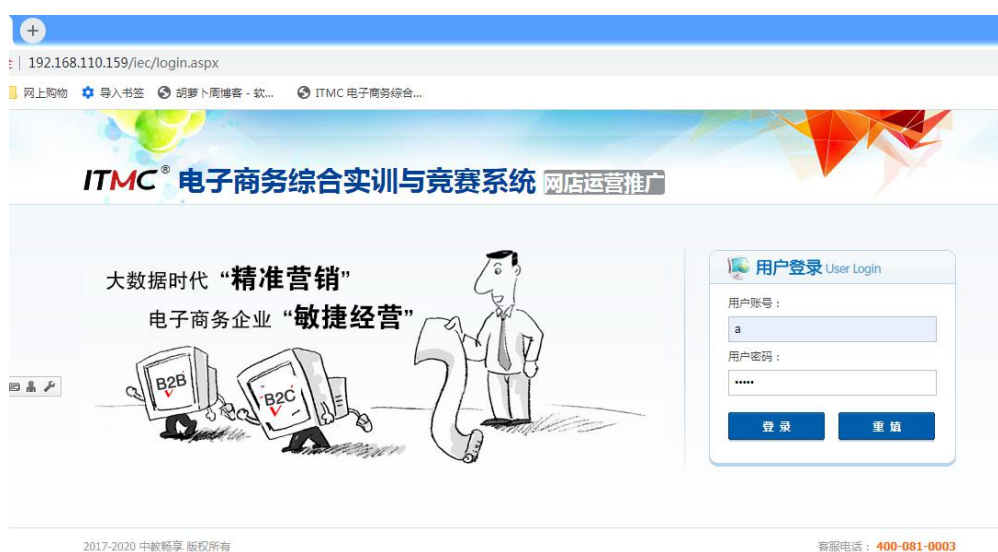 +
192.168.110.159/iec/login.aspx
网上购物 导入书签 胡萝卜周博客 - 软... ITMC 电子商务综合...
ITMC® 电子商务综合实训与竞赛系统 网店运营推广
大数据时代 “精准营销”
电子商务企业 “敏捷经营”
B2B
B2C
用户登录 User Login
用户账号：
a
用户密码：
•••••
登 录 重 填
2017-2020 中教畅享 版权所有 客服电话：400-081-0003